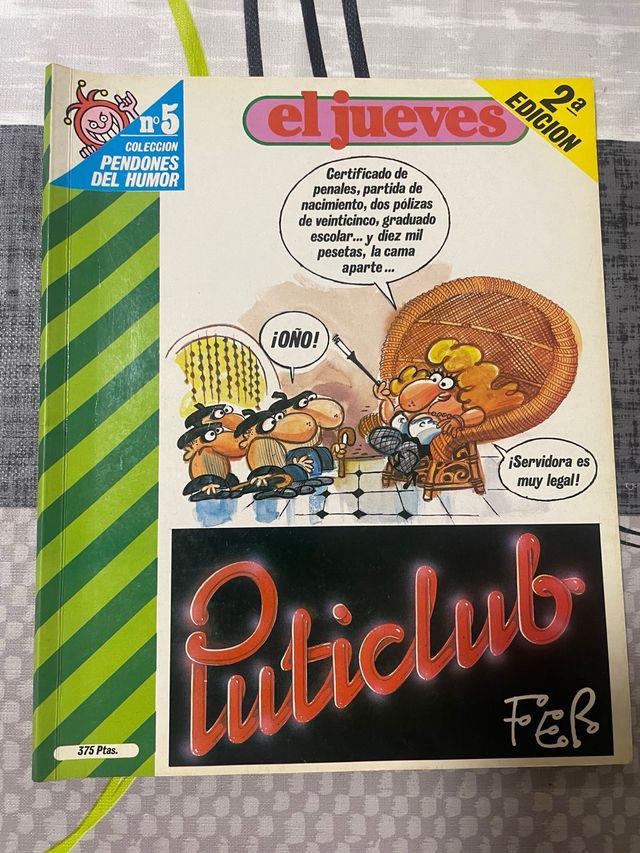 nº5
COLECCION
PENDONES
DEL HUMOR
el jueves
2ª
EDICION
Certificado de
penales, partida de
nacimiento, dos pólizas
de veinticinco, graduado
escolar... y diez mil
pesetas, la cama
aparte...
¡OÑO!
¡Servidora es
muy legal!
Puticlub
FER
375 Ptas.